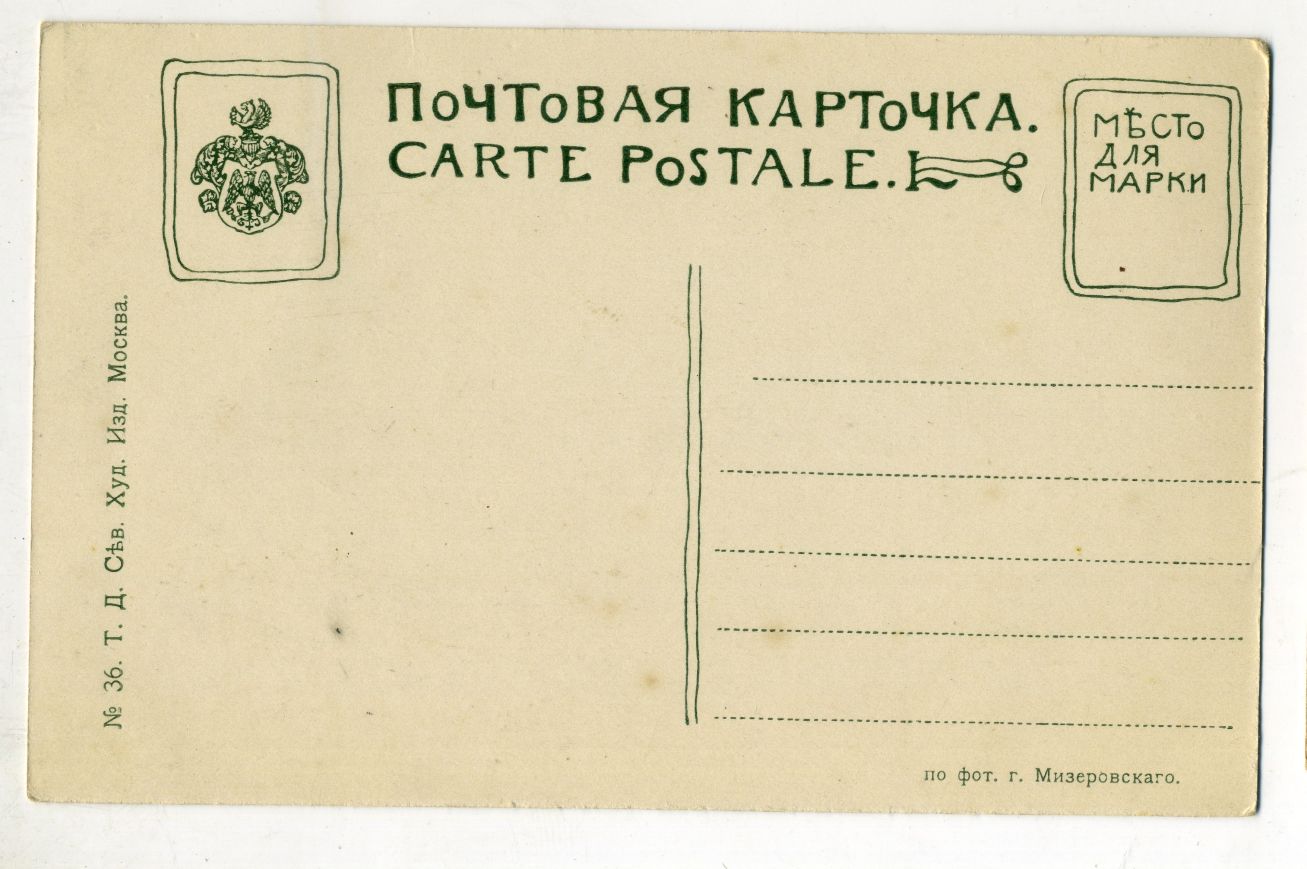 ПОЧТОВАЯ КАРТОЧКА.
CARTE POSTALE.
МѢСТО
ДЛЯ
МАРКИ
№ 36. Т. Д. Сѣв. Худ. Изд. Москва.
по фот. г. Мизеровскаго.